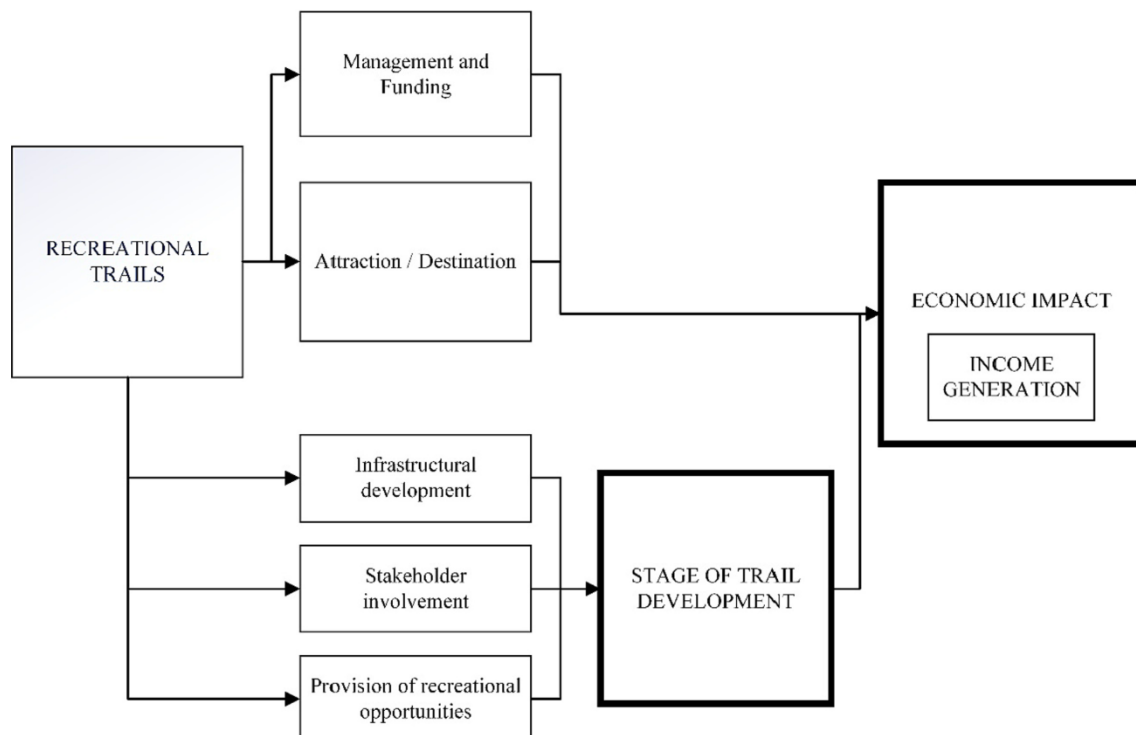 Management and
Funding
RECREATIONAL
TRAILS
Attraction / Destination
ECONOMIC IMPACT
INCOME
GENERATION
Infrastructural
development
Stakeholder
involvement
STAGE OF TRAIL
DEVELOPMENT
Provision of recreational
opportunities